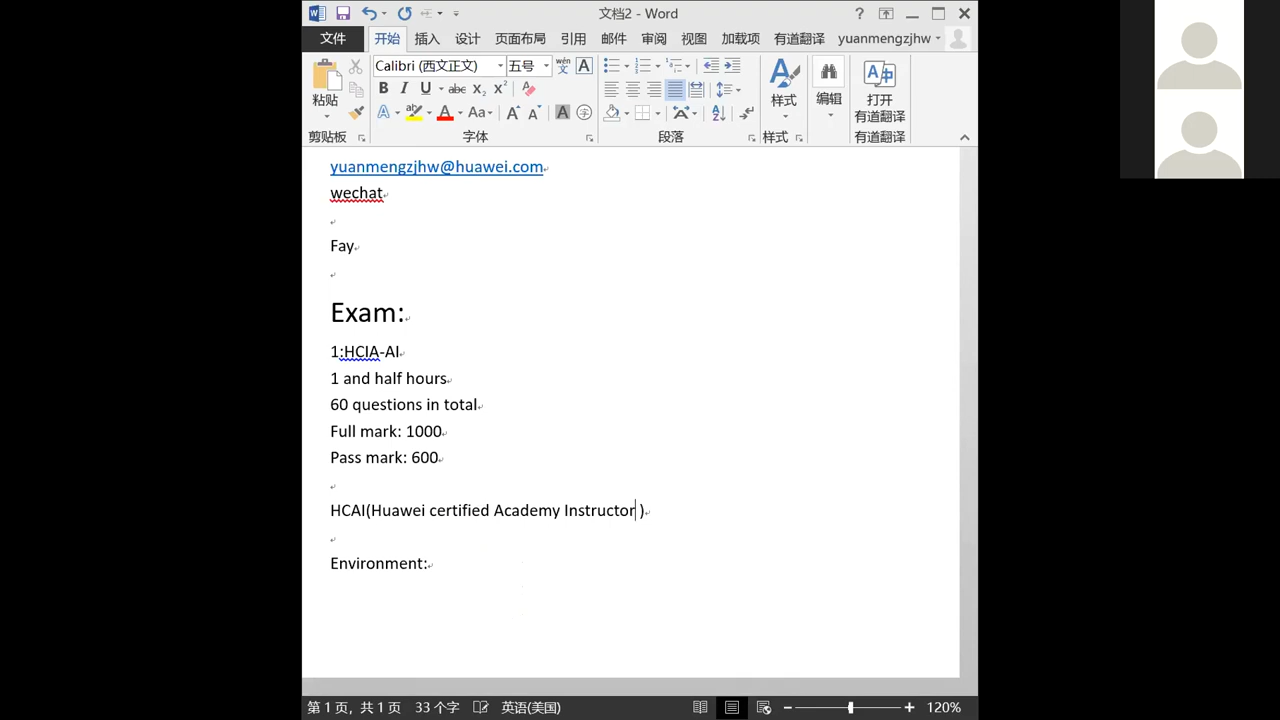 文档2 - Word
文件 开始 插入 设计 页面布局 引用 邮件 审阅 视图 加载项 有道翻译 yuanmengzjhw
粘贴
剪贴板
Calibri (西文正文) 五号
wén
字体
段落
样式
样式
编辑
打开
有道翻译
有道翻译
yuanmengzjhw@huawei.com
wechat
Fay
Exam:
1:HCIA-AI
1 and half hours
60 questions in total
Full mark: 1000
Pass mark: 600
HCAI(Huawei certified Academy Instructor )
Environment:
第 1 页，共 1 页 33 个字 英语(美国) 120%